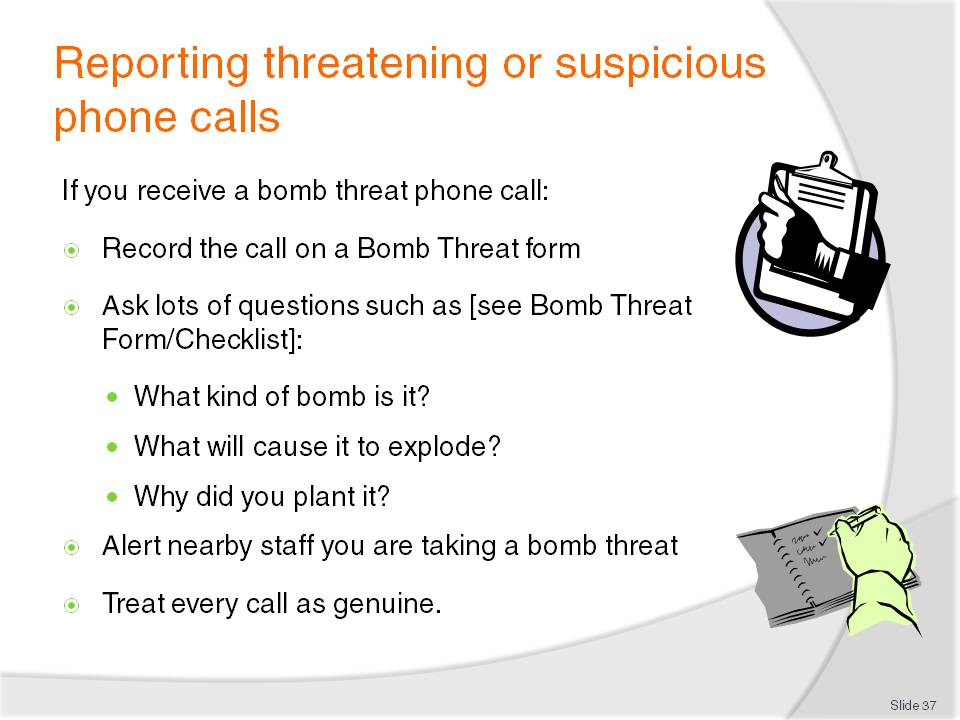 Reporting threatening or suspicious
phone calls
If you receive a bomb threat phone call:
Record the call on a Bomb Threat form
Ask lots of questions such as [see Bomb Threat
Form/Checklist]:
What kind of bomb is it?
What will cause it to explode?
Why did you plant it?
Alert nearby staff you are taking a bomb threat
Treat every call as genuine.
Slide 37